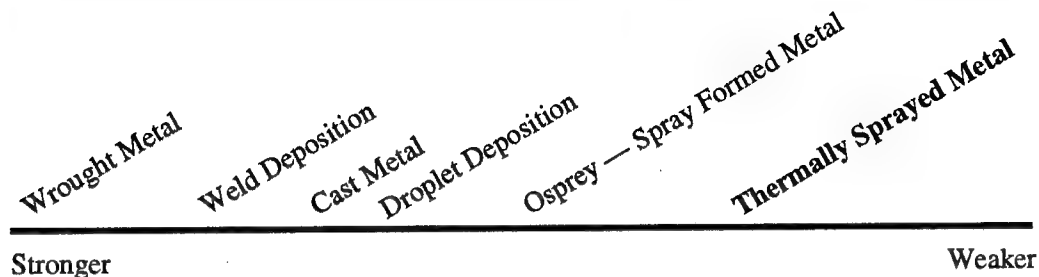 Wrought Metal
Weld Deposition
Cast Metal
Droplet Deposition
Osprey — Spray Formed Metal
Thermally Sprayed Metal
Stronger
Weaker